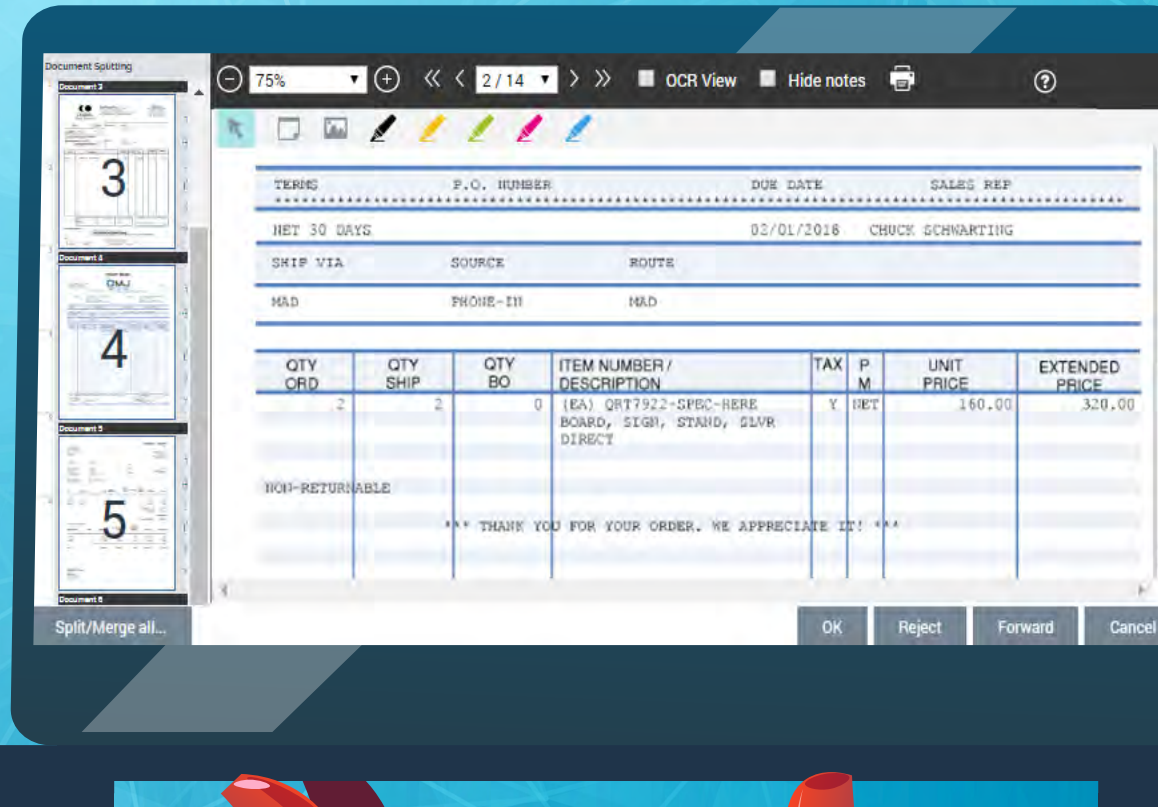 Document Splitting
Document 3
3
Document 4
4
Document 5
5
Document 6
75%
2 / 14
OCR View
Hide notes
TERMS P.O. NUMBER DUE DATE SALES REP
NET 30 DAYS 03/01/2016 CHUCK SCHWARTING
SHIP VIA SOURCE ROUTE
MAD PHONE-IN MAD
QTY ORD QTY SHIP QTY BO ITEM NUMBER / DESCRIPTION TAX P M UNIT PRICE EXTENDED PRICE
2 2 0 (EA) QRT7922-SPEC-HERE Y NET 160.00 320.00
BOARD, SIGN, STAND, SLVR
DIRECT
NON-RETURNABLE
*** THANK YOU FOR YOUR ORDER. WE APPRECIATE IT! ***
Split/Merge all...
OK Reject Forward Cancel